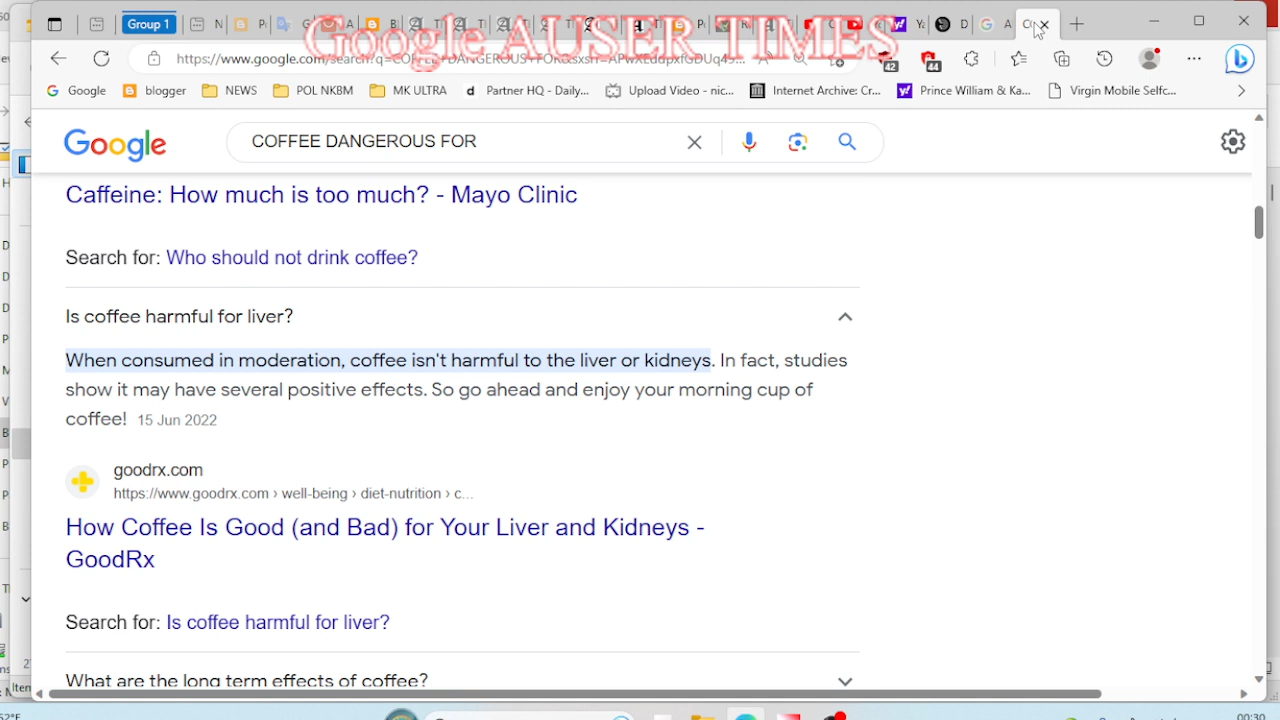 Group 1
Google AUSER TIMES
https://www.google.com/search?q=COFFEE+DANGEROUS+FOR&sxsrf=APwXEddpxfGDUq49...
42
44
Google
blogger
NEWS
POL NKBM
MK ULTRA
Partner HQ - Daily...
Upload Video - nic...
Internet Archive: Cr...
Prince William & Ka...
Virgin Mobile Selfc...
Google
COFFEE DANGEROUS FOR
Caffeine: How much is too much? - Mayo Clinic
Search for: Who should not drink coffee?
Is coffee harmful for liver?
When consumed in moderation, coffee isn't harmful to the liver or kidneys. In fact, studies
show it may have several positive effects. So go ahead and enjoy your morning cup of
coffee! 15 Jun 2022
goodrx.com
https://www.goodrx.com › well-being › diet-nutrition › c...
How Coffee Is Good (and Bad) for Your Liver and Kidneys -
GoodRx
Search for: Is coffee harmful for liver?
What are the long term effects of coffee?
00:30